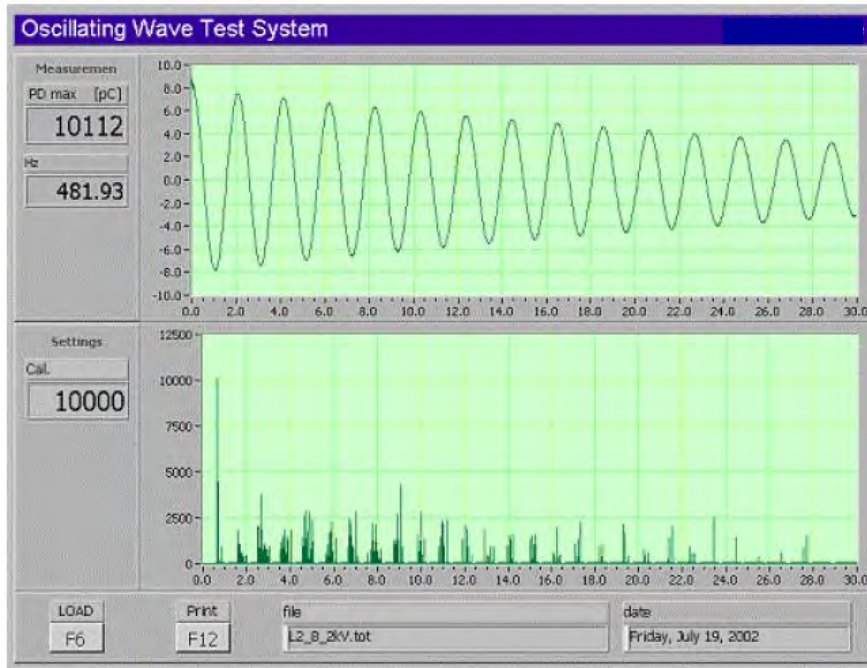 Oscillating Wave Test System
Measuremen
PD max [pC]
10112
Hz
481.93
10.0
8.0
6.0
4.0
2.0
0.0
-2.0
-4.0
-6.0
-8.0
-10.0
0.0 2.0 4.0 6.0 8.0 10.0 12.0 14.0 16.0 18.0 20.0 22.0 24.0 26.0 28.0 30.0
Settings
Cal.
10000
12500
10000
7500
5000
2500
0
0.0 2.0 4.0 6.0 8.0 10.0 12.0 14.0 16.0 18.0 20.0 22.0 24.0 26.0 28.0 30.0
LOAD
F6
Print
F12
file
L2_8_2kV.tot
date
Friday, July 19, 2002